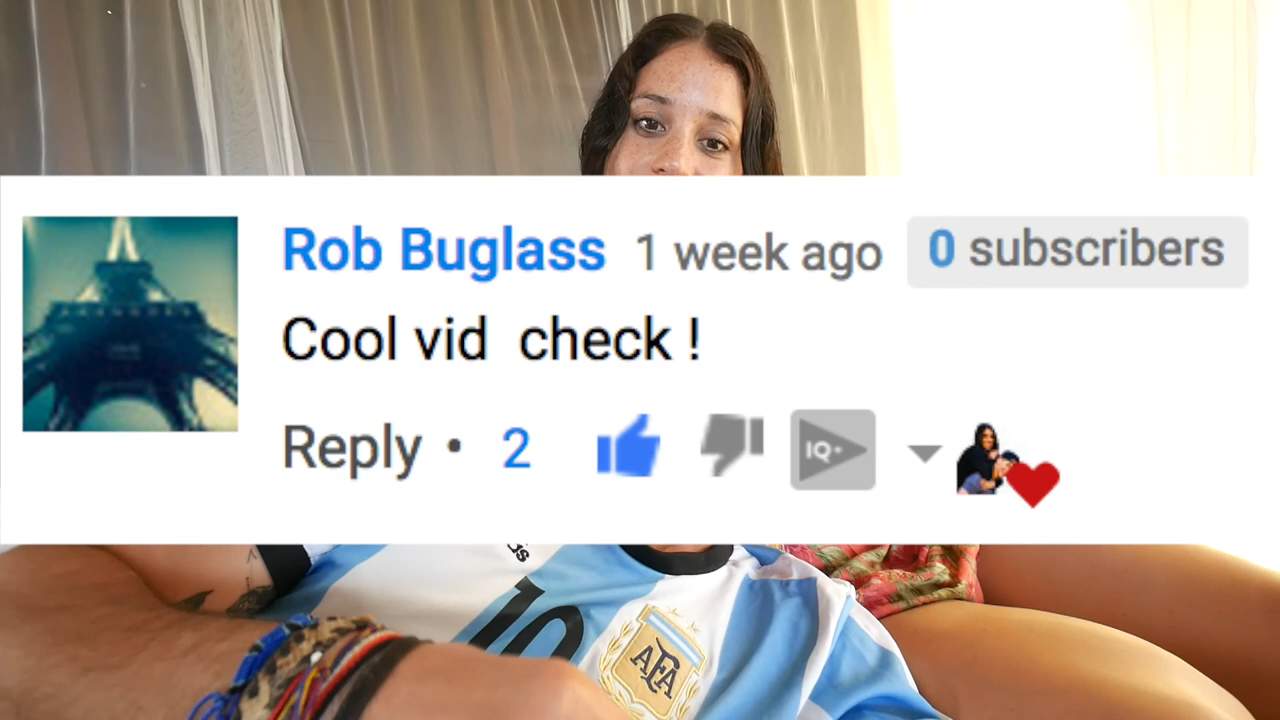 Rob Buglass 1 week ago 0 subscribers
Cool vid  check !
Reply • 2 IQ+
10
AFA